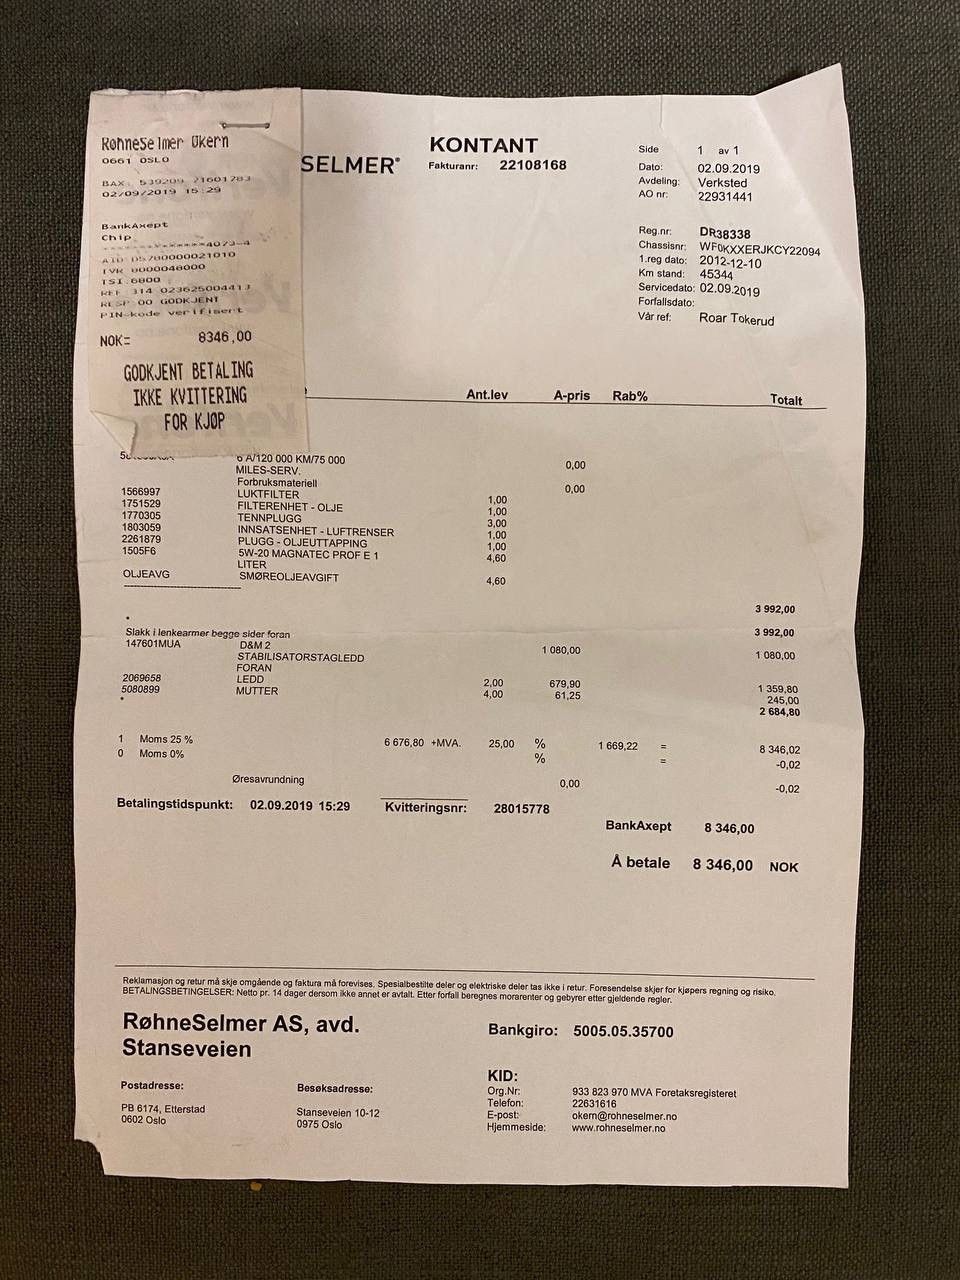 RøhneSelmer Økern
0661 OSLO
BAX: 539209-21601783
02/09/2019 15:29
BankAxept
Chip
************4073-4
AID: D5780000021010
TVR: 0000048000
TSI: 6800
REF: 314 023625004413
RESP: 00 GODKJENT
PIN-kode verifisert
NOK= 8346,00
GODKJENT BETALING
IKKE KVITTERING
FOR KJØP
SELMER®
KONTANT
Fakturanr: 22108168
Side 1 av 1
Dato: 02.09.2019
Avdeling: Verksted
AO nr: 22931441
Reg.nr: DR38338
Chassisnr: WF0KXXERJKCY22094
1.reg dato: 2012-12-10
Km stand: 45344
Servicedato: 02.09.2019
Forfallsdato:
Vår ref: Roar Tokerud
Ant.lev A-pris Rab% Totalt
6 A/120 000 KM/75 000 0,00
MILES-SERV.
Forbruksmateriell 0,00
1566997 LUKTFILTER 1,00
1751529 FILTERENHET - OLJE 1,00
1770305 TENNPLUGG 3,00
1803059 INNSATSENHET - LUFTRENSER 1,00
2261879 PLUGG - OLJEUTTAPPING 1,00
1505F6 5W-20 MAGNATEC PROF E 1 4,60
LITER
OLJEAVG SMØREOLJEAVGIFT 4,60
3 992,00
*
Slakk i lenkearmer begge sider foran 3 992,00
147601MUA D&M 2 1 080,00 1 080,00
STABILISATORSTAGLEDD
FORAN
2069658 LEDD 2,00 679,90 1 359,80
5080899 MUTTER 4,00 61,25 245,00
* 2 684,80
1 Moms 25 % 6 676,80 +MVA. 25,00 % 1 669,22 = 8 346,02
0 Moms 0% % = -0,02
Øresavrundning 0,00 -0,02
Betalingstidspunkt: 02.09.2019 15:29 Kvitteringsnr: 28015778
BankAxept 8 346,00
Å betale 8 346,00 NOK
Reklamasjon og retur må skje omgående og faktura må forevises. Spesialbestilte deler og elektriske deler tas ikke i retur. Foresendelse skjer for kjøpers regning og risiko.
BETALINGSBETINGELSER: Netto pr. 14 dager dersom ikke annet er avtalt. Etter forfall beregnes morarenter og gebyrer etter gjeldende regler.
RøhneSelmer AS, avd.
Stanseveien
Bankgiro: 5005.05.35700
Postadresse:
PB 6174, Etterstad
0602 Oslo
Besøksadresse:
Stanseveien 10-12
0975 Oslo
KID:
Org.Nr: 933 823 970 MVA Foretaksregisteret
Telefon: 22631616
E-post: okern@rohneselmer.no
Hjemmeside: www.rohneselmer.no